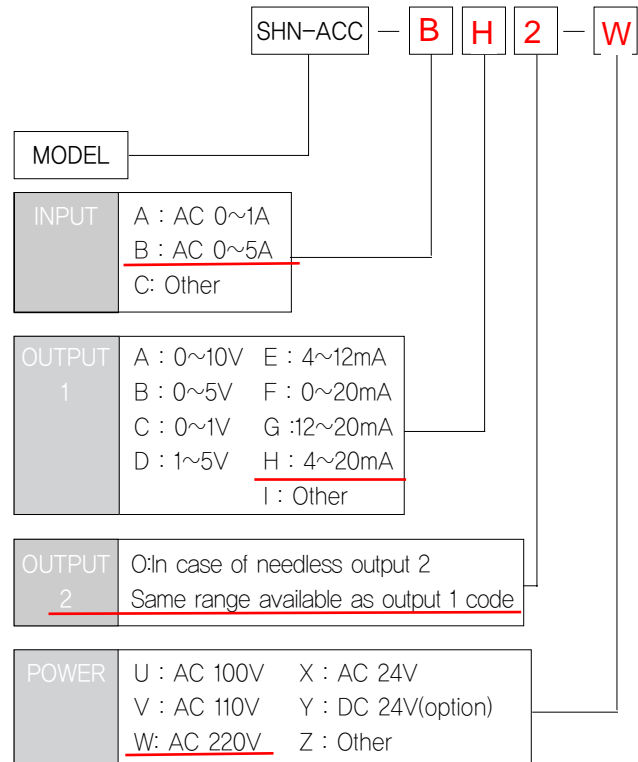 SHN-ACC — B H 2 — W
MODEL
INPUT
A : AC 0~1A
B : AC 0~5A
C: Other
OUTPUT 1
A : 0~10V E : 4~12mA
B : 0~5V F : 0~20mA
C : 0~1V G :12~20mA
D : 1~5V H : 4~20mA
I : Other
OUTPUT 2
O:In case of needless output 2
Same range available as output 1 code
POWER
U : AC 100V X : AC 24V
V : AC 110V Y : DC 24V(option)
W: AC 220V Z : Other